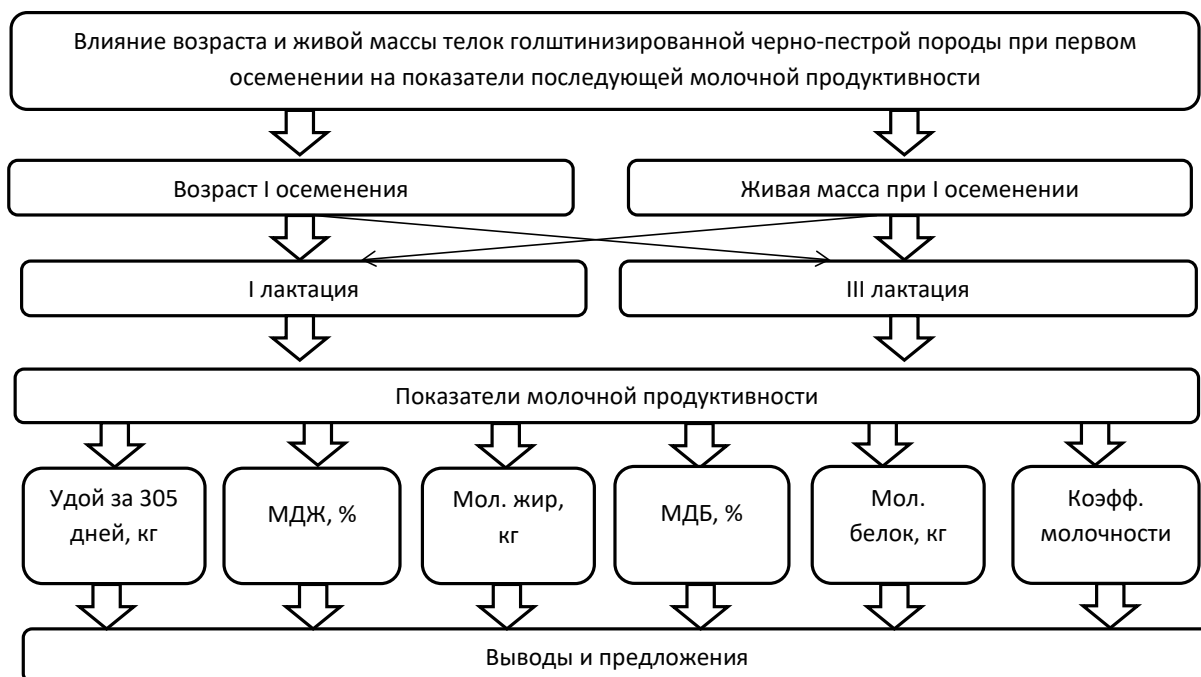 Влияние возраста и живой массы телок голштинизированной черно-пестрой породы при первом
осеменении на показатели последующей молочной продуктивности
Возраст I осеменения
Живая масса при I осеменении
I лактация
III лактация
Показатели молочной продуктивности
Удой за 305
дней, кг
МДЖ, %
Мол. жир,
кг
МДБ, %
Мол.
белок, кг
Коэфф.
молочности
Выводы и предложения